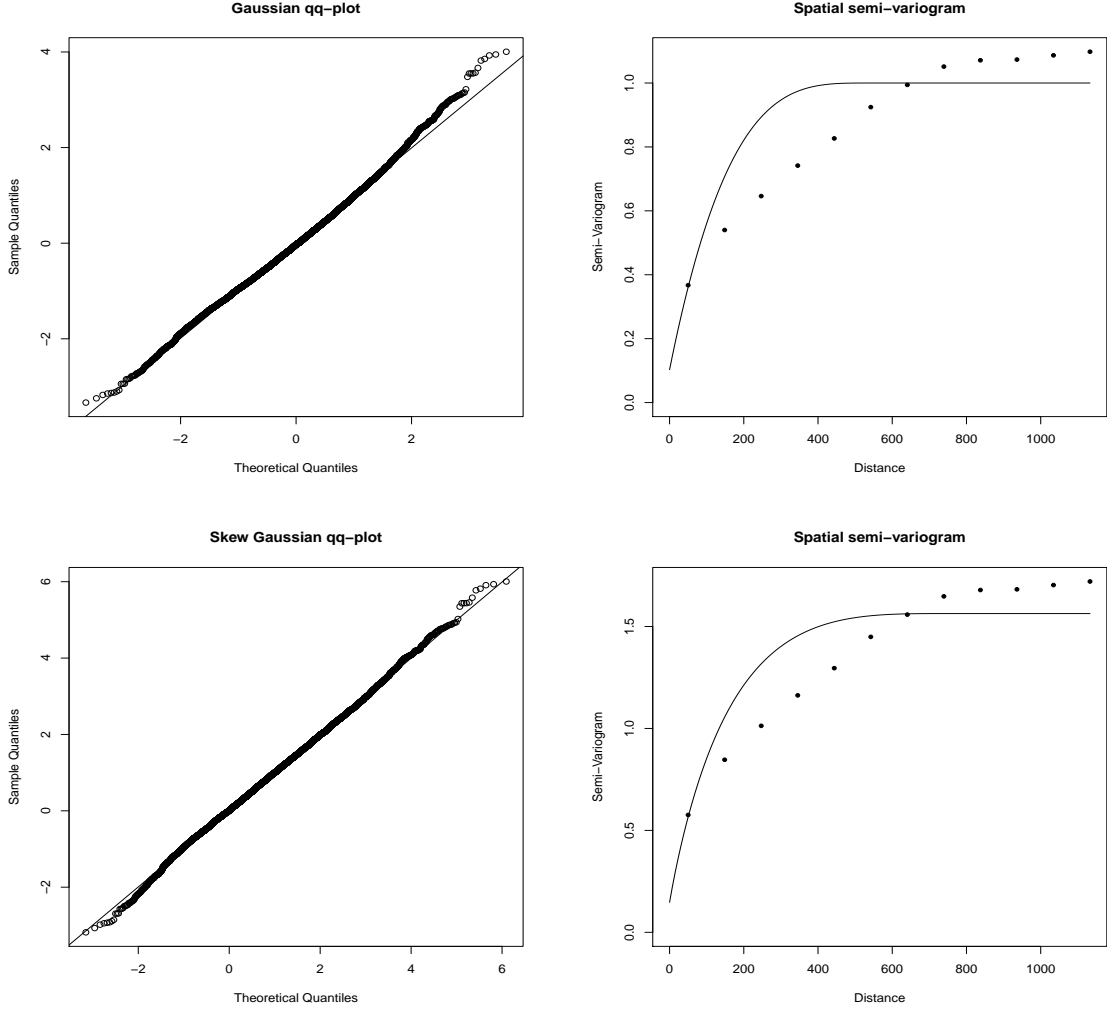 Gaussian qq−plot
Sample Quantiles
4
2
0
−2
−2 0 2
Theoretical Quantiles
Spatial semi−variogram
Semi−Variogram
1.0
0.8
0.6
0.4
0.2
0.0
0 200 400 600 800 1000
Distance
Skew Gaussian qq−plot
Sample Quantiles
6
4
2
0
−2
−2 0 2 4 6
Theoretical Quantiles
Spatial semi−variogram
Semi−Variogram
1.5
1.0
0.5
0.0
0 200 400 600 800 1000
Distance